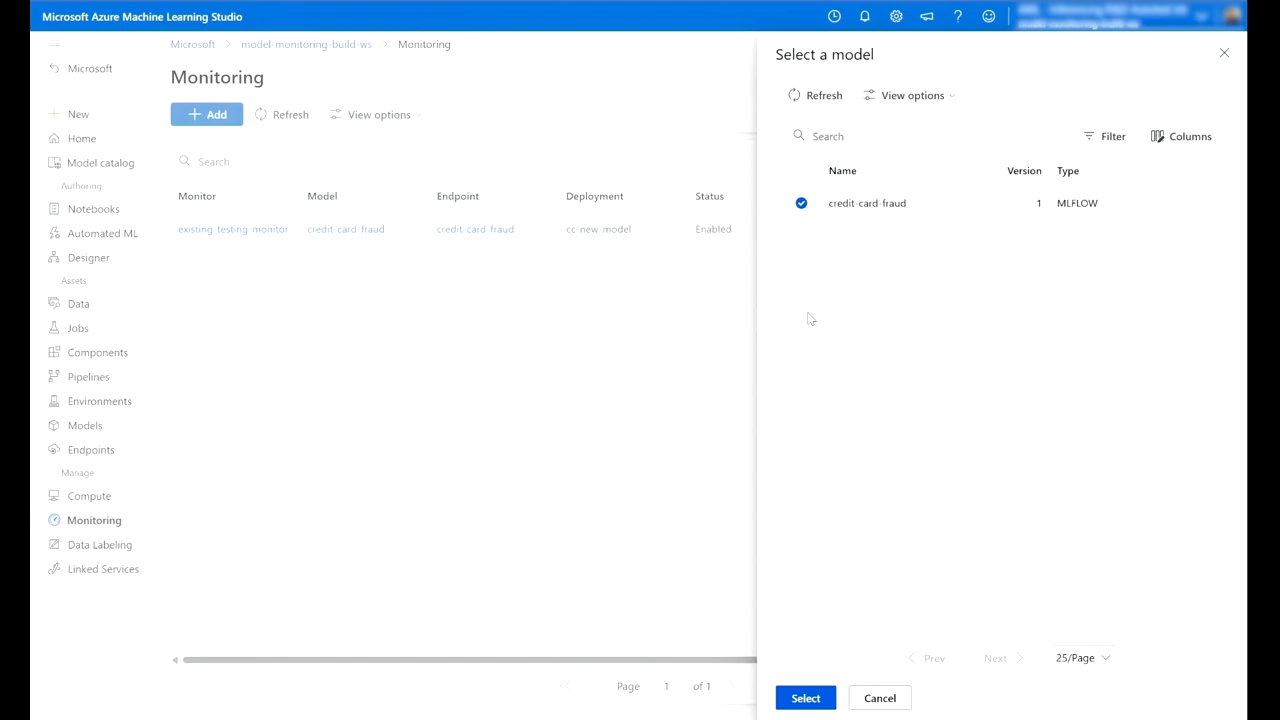 Microsoft Azure Machine Learning Studio
Microsoft
New
Home
Model catalog
Authoring
Notebooks
Automated ML
Designer
Assets
Data
Jobs
Components
Pipelines
Environments
Models
Endpoints
Manage
Compute
Monitoring
Data Labeling
Linked Services
Microsoft > model-monitoring-build-ws > Monitoring
Monitoring
+ Add Refresh View options
Search
Monitor Model Endpoint Deployment Status
existing-testing-monitor credit-card-fraud credit-card-fraud cc-new-model Enabled
Page 1 of 1
Select a model
Refresh View options
Search Filter Columns
Name Version Type
credit-card-fraud 1 MLFLOW
Prev Next 25/Page
Select Cancel